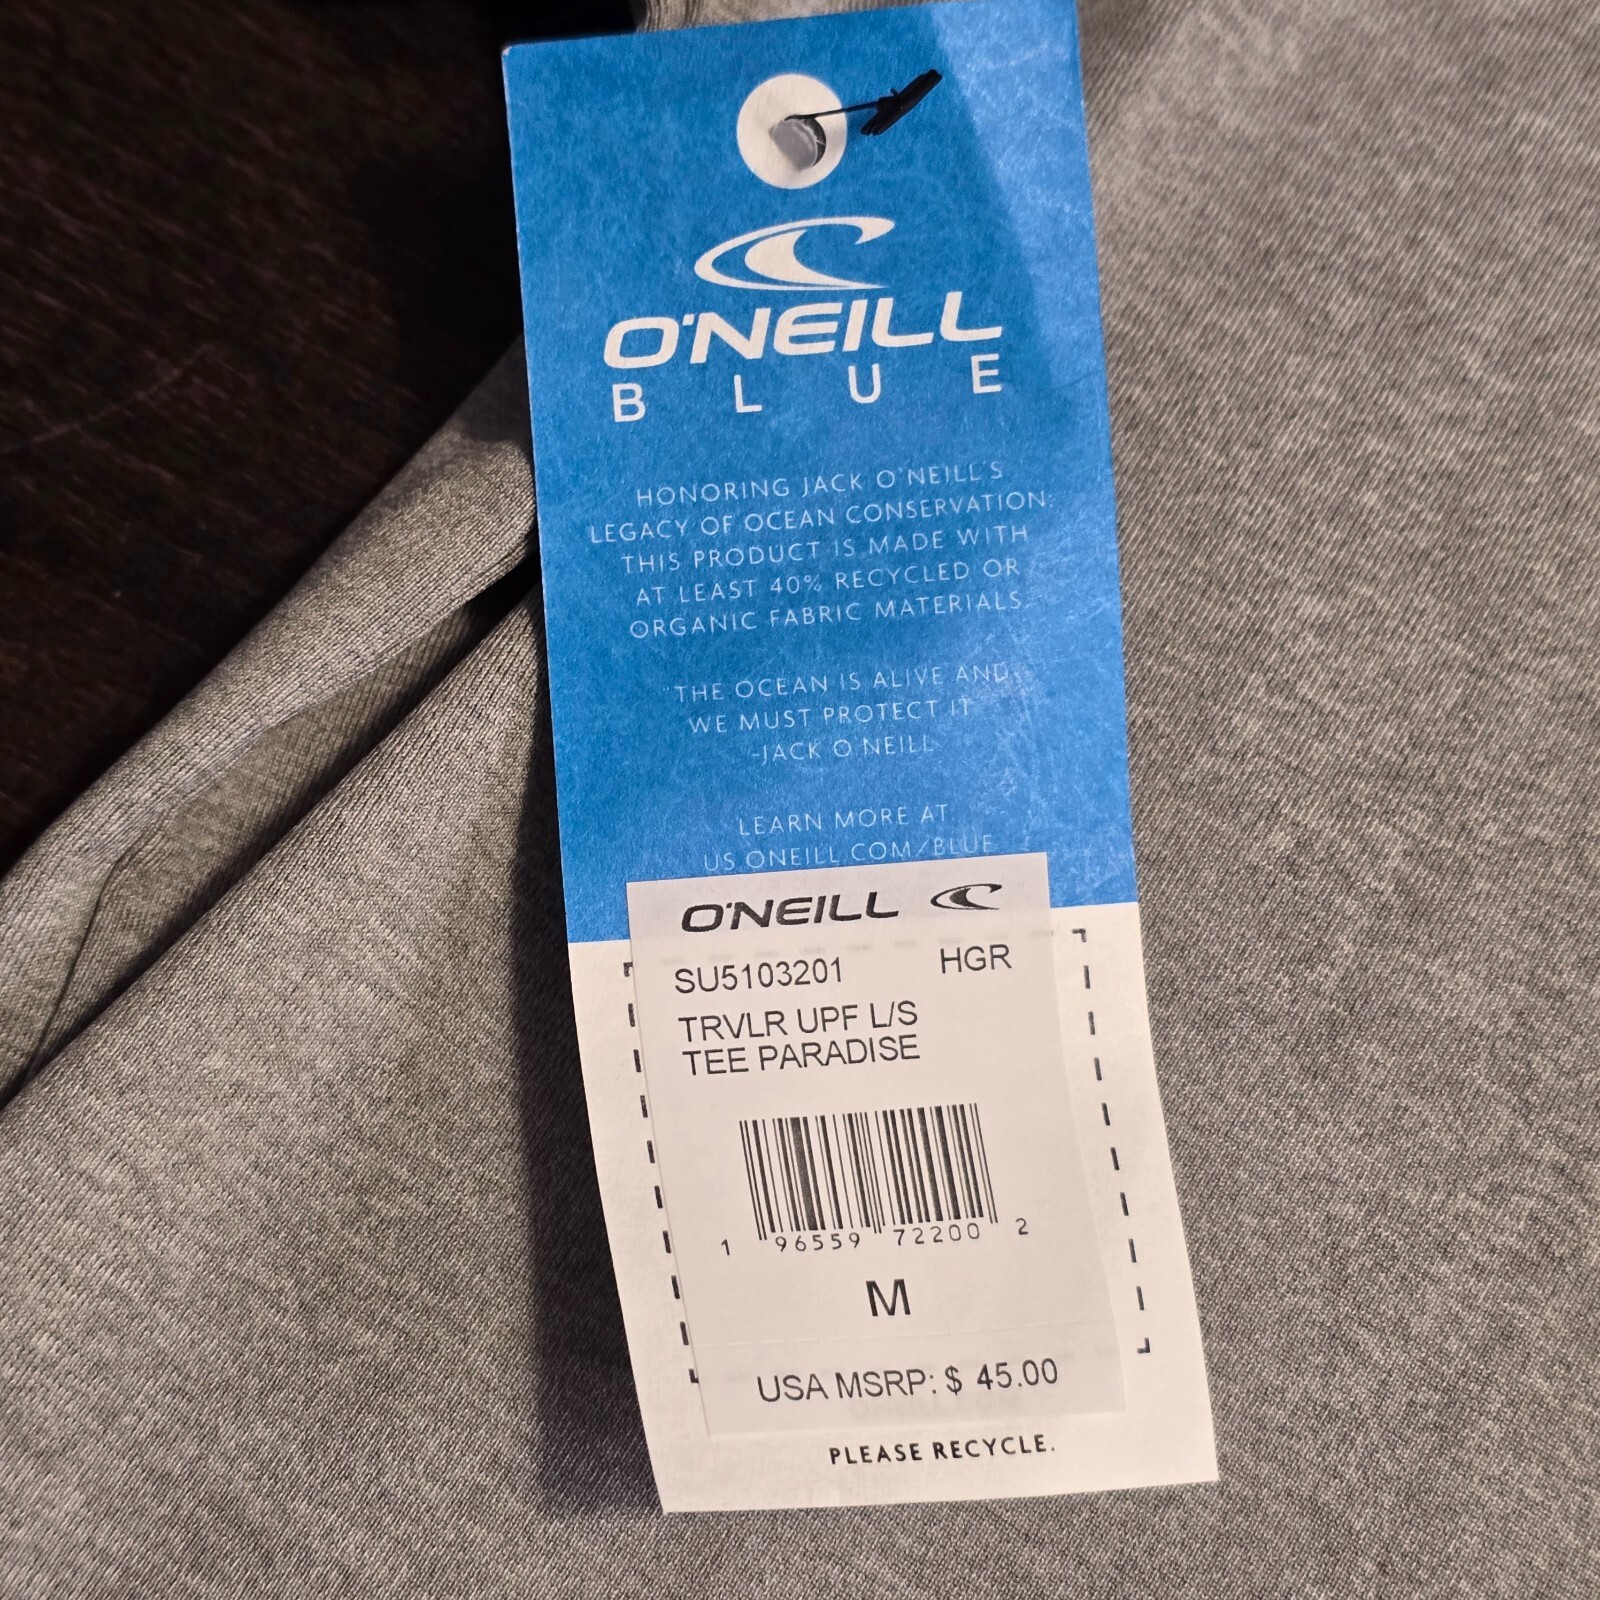 O'NEILL
BLUE
HONORING JACK O'NEILL'S
LEGACY OF OCEAN CONSERVATION:
THIS PRODUCT IS MADE WITH
AT LEAST 40% RECYCLED OR
ORGANIC FABRIC MATERIALS.
"THE OCEAN IS ALIVE AND
WE MUST PROTECT IT
-JACK O'NEILL
LEARN MORE AT
US.ONEILL.COM/BLUE
O'NEILL
SU5103201 HGR
TRVLR UPF L/S
TEE PARADISE
1 96559 72200 2
M
USA MSRP: $ 45.00
PLEASE RECYCLE.